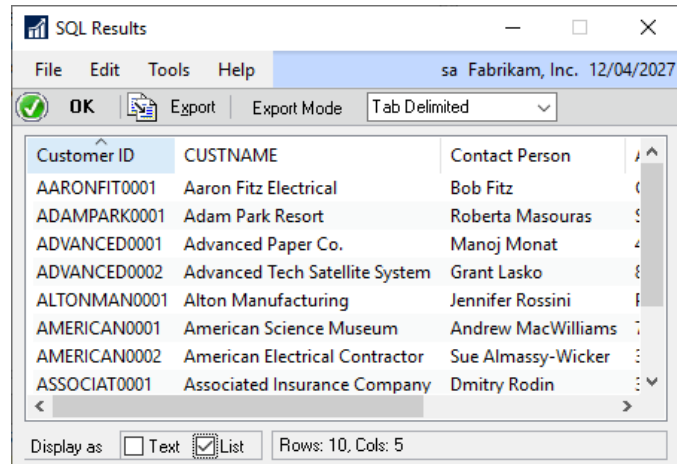 SQL Results
File Edit Tools Help sa Fabrikam, Inc. 12/04/2027
OK Export Export Mode Tab Delimited
Customer ID CUSTNAME Contact Person
AARONFIT0001 Aaron Fitz Electrical Bob Fitz
ADAMPARK0001 Adam Park Resort Roberta Masouras
ADVANCED0001 Advanced Paper Co. Manoj Monat
ADVANCED0002 Advanced Tech Satellite System Grant Lasko
ALTONMAN0001 Alton Manufacturing Jennifer Rossini
AMERICAN0001 American Science Museum Andrew MacWilliams
AMERICAN0002 American Electrical Contractor Sue Almassy-Wicker
ASSOCIAT0001 Associated Insurance Company Dmitry Rodin
Display as Text List Rows: 10, Cols: 5